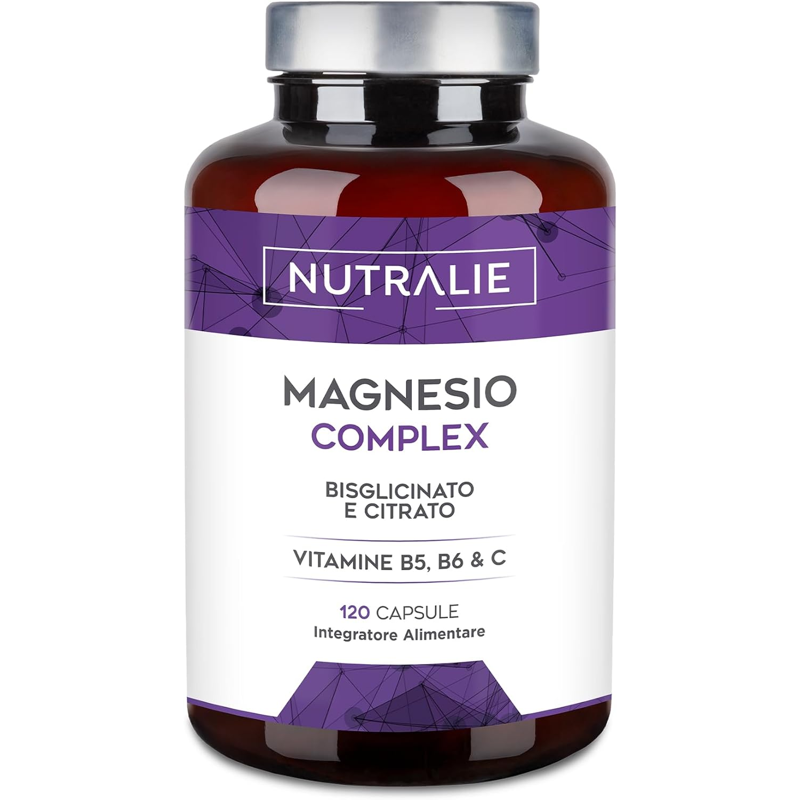 NUTRALIE
MAGNESIO
COMPLEX
BISGLICINATO
E CITRATO
VITAMINE B5, B6 & C
120 CAPSULE
Integratore Alimentare